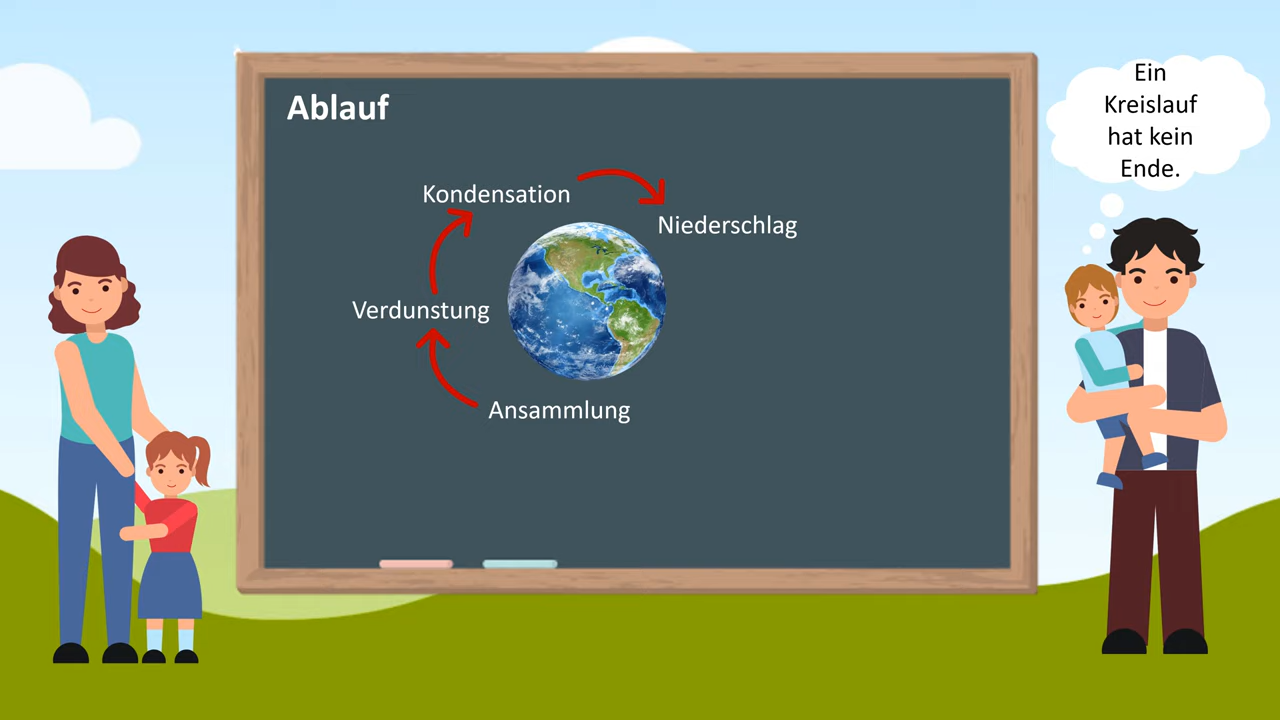 Ablauf
Ein
Kreislauf
hat kein
Ende.
Kondensation
Niederschlag
Verdunstung
Ansammlung